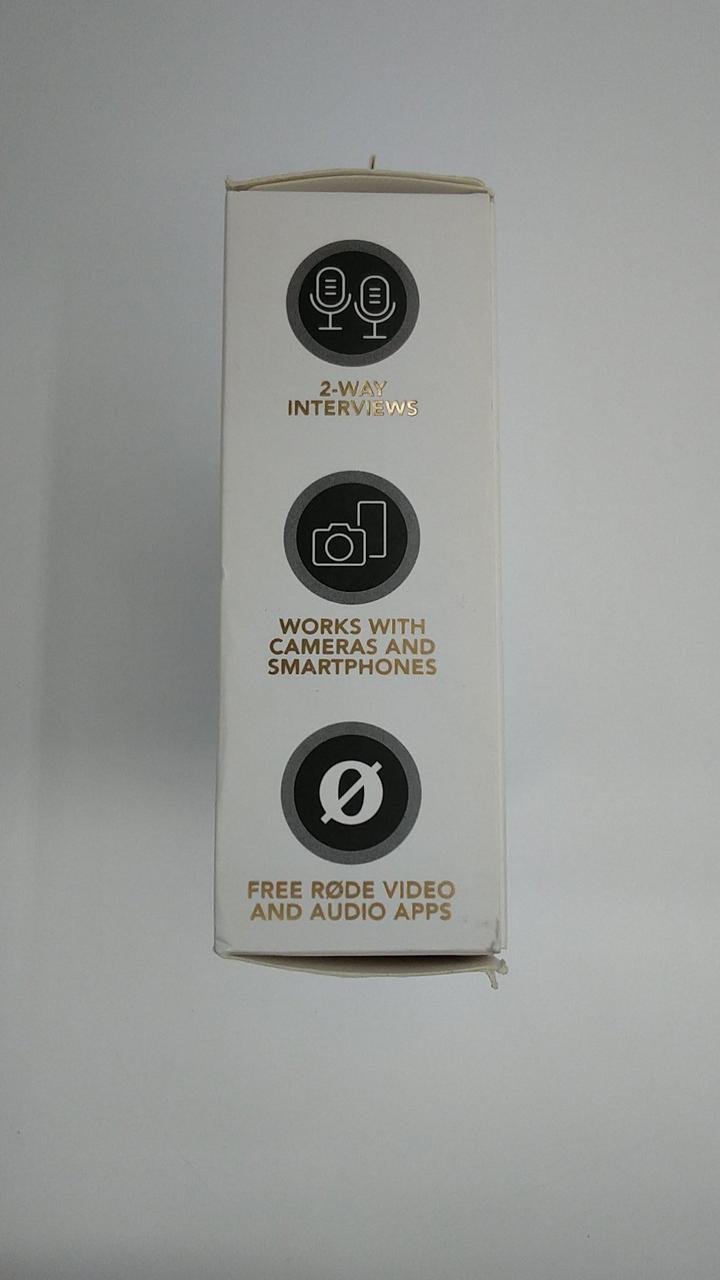 2-WAY
INTERVIEWS
WORKS WITH
CAMERAS AND
SMARTPHONES
Ø
FREE RØDE VIDEO
AND AUDIO APPS